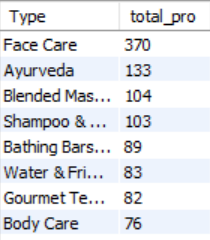 Type total_pro
Face Care 370
Ayurveda 133
Blended Mas... 104
Shampoo & ... 103
Bathing Bars... 89
Water & Fri... 83
Gourmet Te... 82
Body Care 76